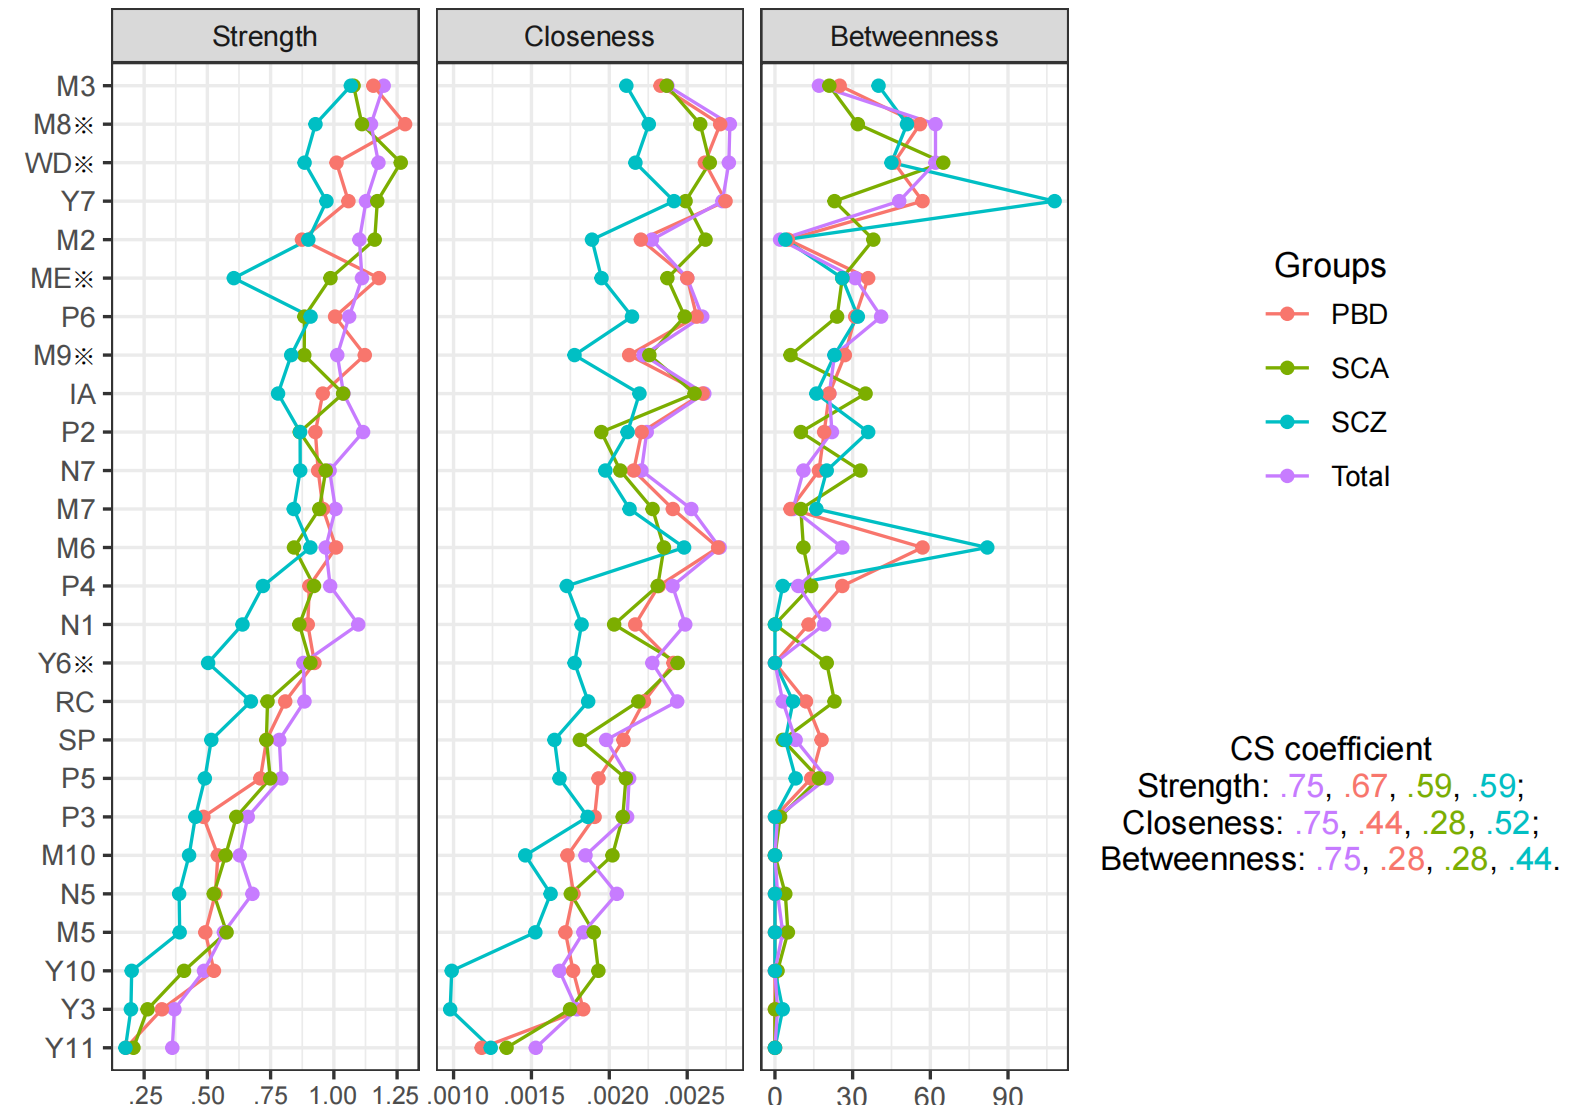 Strength Closeness Betweenness
M3
M8※
WD※
Y7
M2
ME※
P6
M9※
IA
P2
N7
M7
M6
P4
N1
Y6※
RC
SP
P5
P3
M10
N5
M5
Y10
Y3
Y11
.25 .50 .75 1.00 1.25 .0010 .0015 .0020 .0025 0 30 60 90
Groups
PBD
SCA
SCZ
Total
CS coefficient
Strength: .75, .67, .59, .59;
Closeness: .75, .44, .28, .52;
Betweenness: .75, .28, .28, .44.